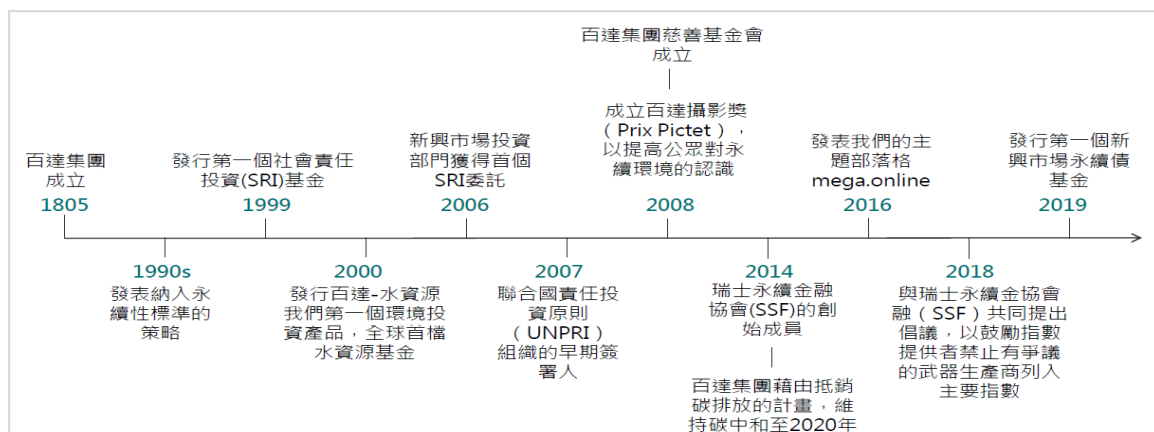 百達集團
成立
1805
1990s
發表納入永
續性標準的
策略
發行第一個社會責任
投資(SRI)基金
1999
2000
發行百達-水資源
我們第一個環境投
資產品，全球首檔
水資源基金
新興市場投資
部門獲得首個
SRI委託
2006
2007
聯合國責任投
資原則
（UNPRI）
組織的早期簽
署人
百達集團慈善基金會
成立
成立百達攝影獎
（Prix Pictet），
以提高公眾對永
續環境的認識
2008
2014
瑞士永續金融
協會(SSF)的創
始成員
百達集團藉由抵銷
碳排放的計畫，維
持碳中和至2020年
發表我們的主
題部落格
mega.online
2016
2018
與瑞士永續金協會
融（SSF）共同提出
倡議，以鼓勵指數
提供者禁止有爭議
的武器生產商列入
主要指數
發行第一個新
興市場永續債
基金
2019